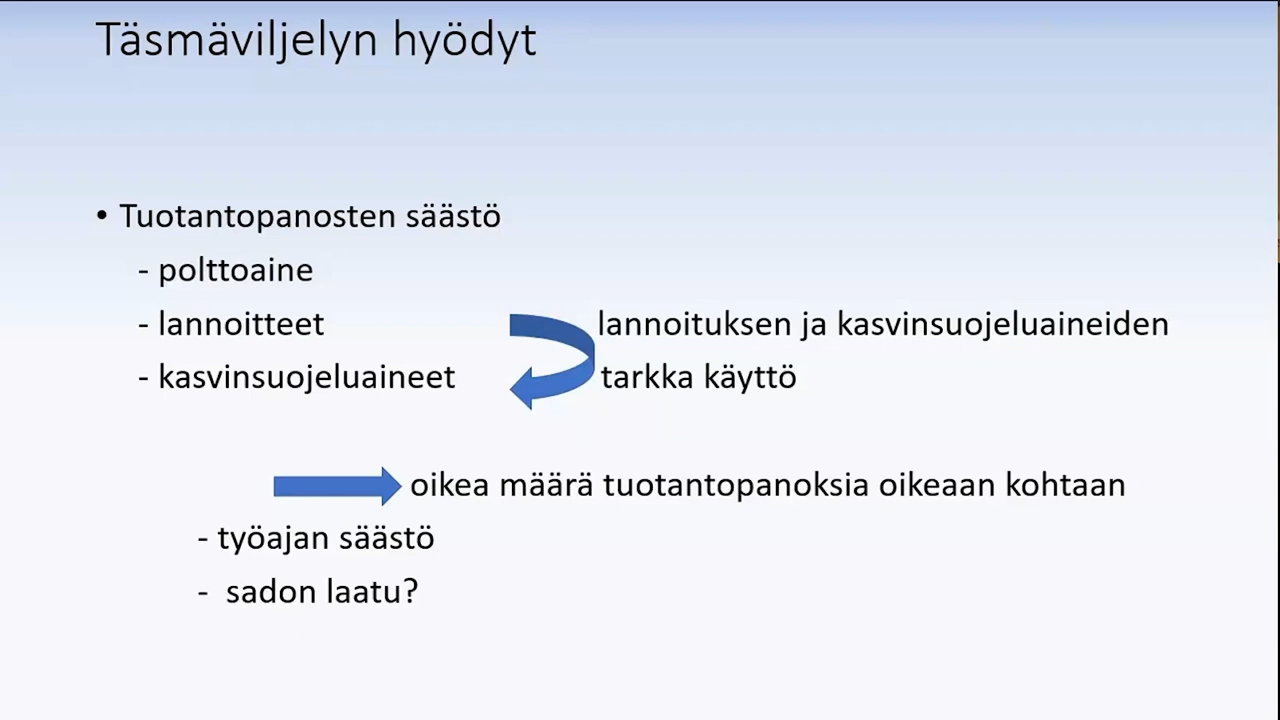 Täsmäviljelyn hyödyt
• Tuotantopanosten säästö
- polttoaine
- lannoitteet lannoituksen ja kasvinsuojeluaineiden
- kasvinsuojeluaineet tarkka käyttö
oikea määrä tuotantopanoksia oikeaan kohtaan
- työajan säästö
- sadon laatu?